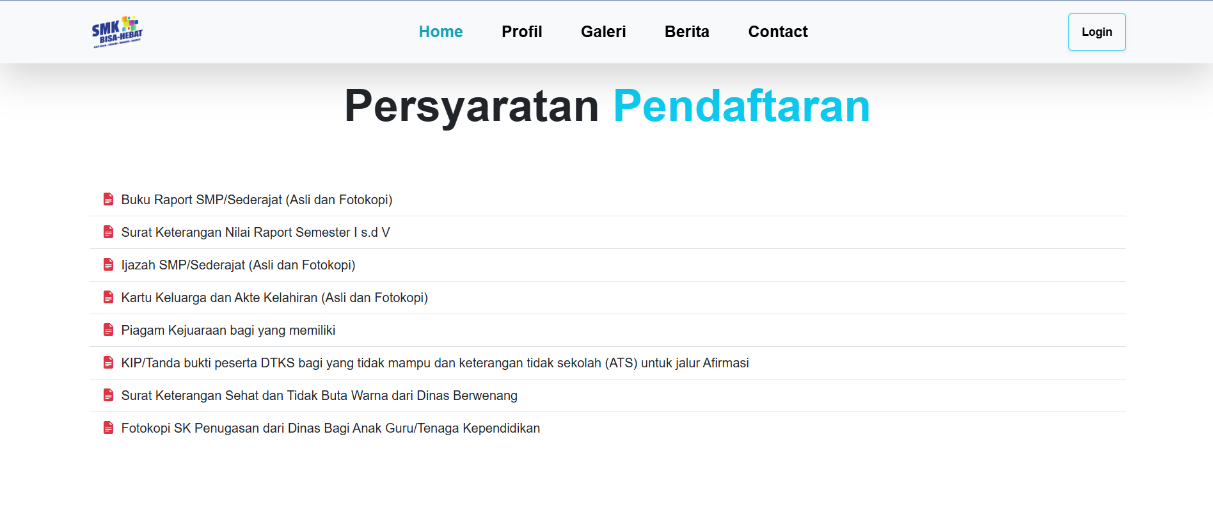 SMK
BISA-HEBAT
Home Profil Galeri Berita Contact Login
Persyaratan Pendaftaran
Buku Raport SMP/Sederajat (Asli dan Fotokopi)
Surat Keterangan Nilai Raport Semester I s.d V
Ijazah SMP/Sederajat (Asli dan Fotokopi)
Kartu Keluarga dan Akte Kelahiran (Asli dan Fotokopi)
Piagam Kejuaraan bagi yang memiliki
KIP/Tanda bukti peserta DTKS bagi yang tidak mampu dan keterangan tidak sekolah (ATS) untuk jalur Afirmasi
Surat Keterangan Sehat dan Tidak Buta Warna dari Dinas Berwenang
Fotokopi SK Penugasan dari Dinas Bagi Anak Guru/Tenaga Kependidikan